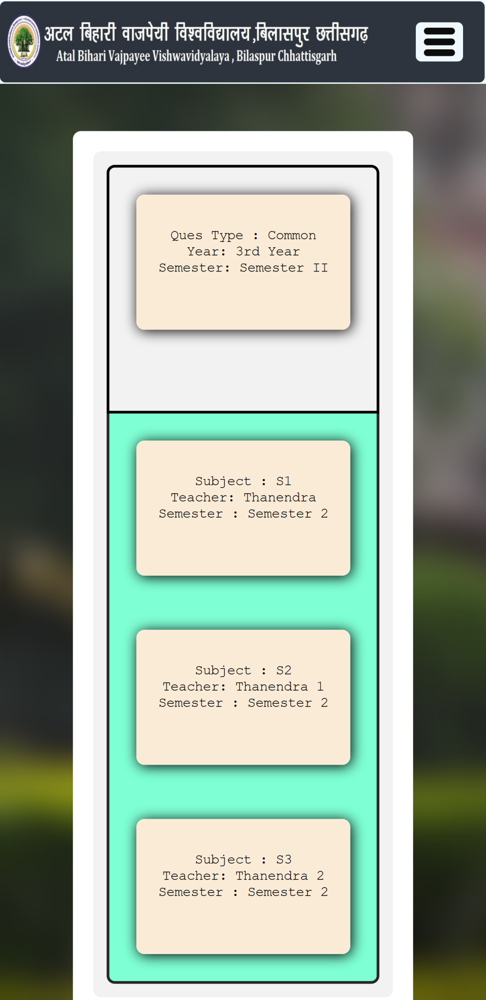 अटल बिहारी वाजपेयी विश्वविद्यालय ,बिलासपुर छत्तीसगढ़
Atal Bihari Vajpayee Vishwavidyalaya , Bilaspur Chhattisgarh
Ques Type : Common
Year: 3rd Year
Semester: Semester II
Subject : S1
Teacher: Thanendra
Semester : Semester 2
Subject : S2
Teacher: Thanendra 1
Semester : Semester 2
Subject : S3
Teacher: Thanendra 2
Semester : Semester 2